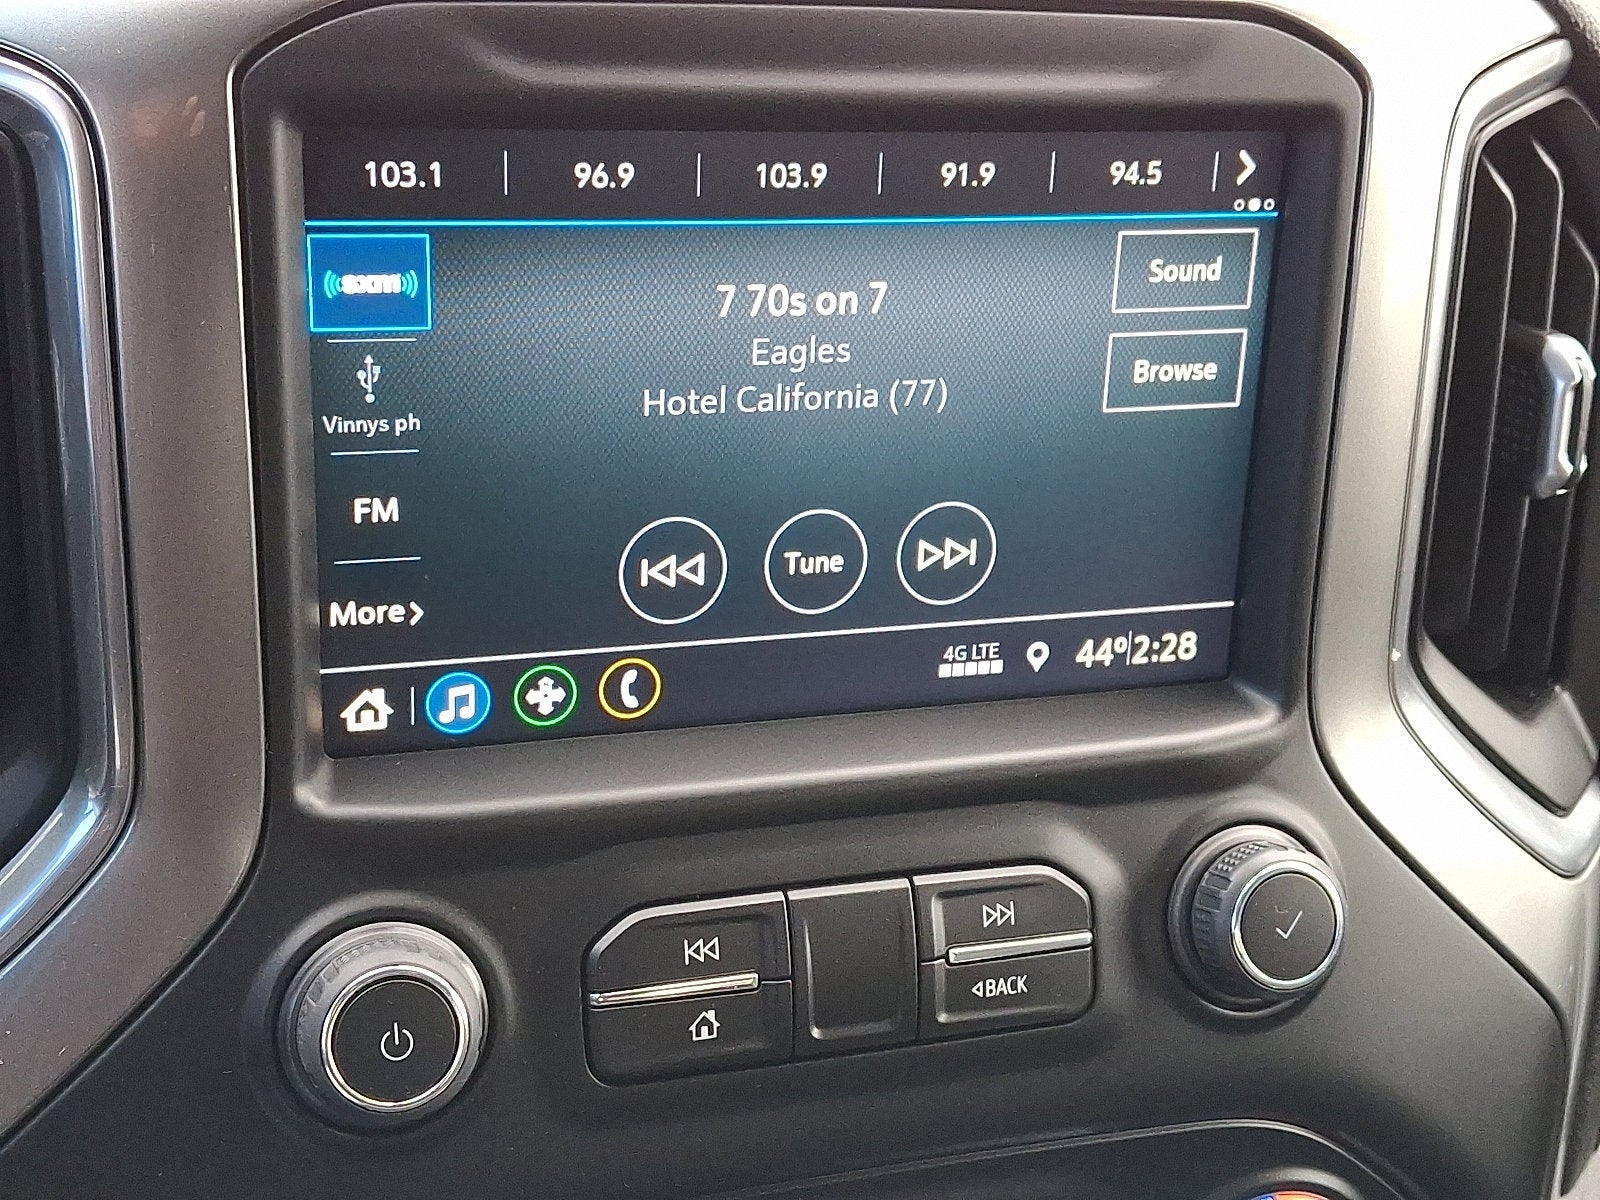 103.1 96.9 103.9 91.9 94.5
sxm
7 70s on 7
Eagles
Hotel California (77)
Sound
Browse
Vinnys ph
FM
More
Tune
4G LTE
44° 2:28
BACK